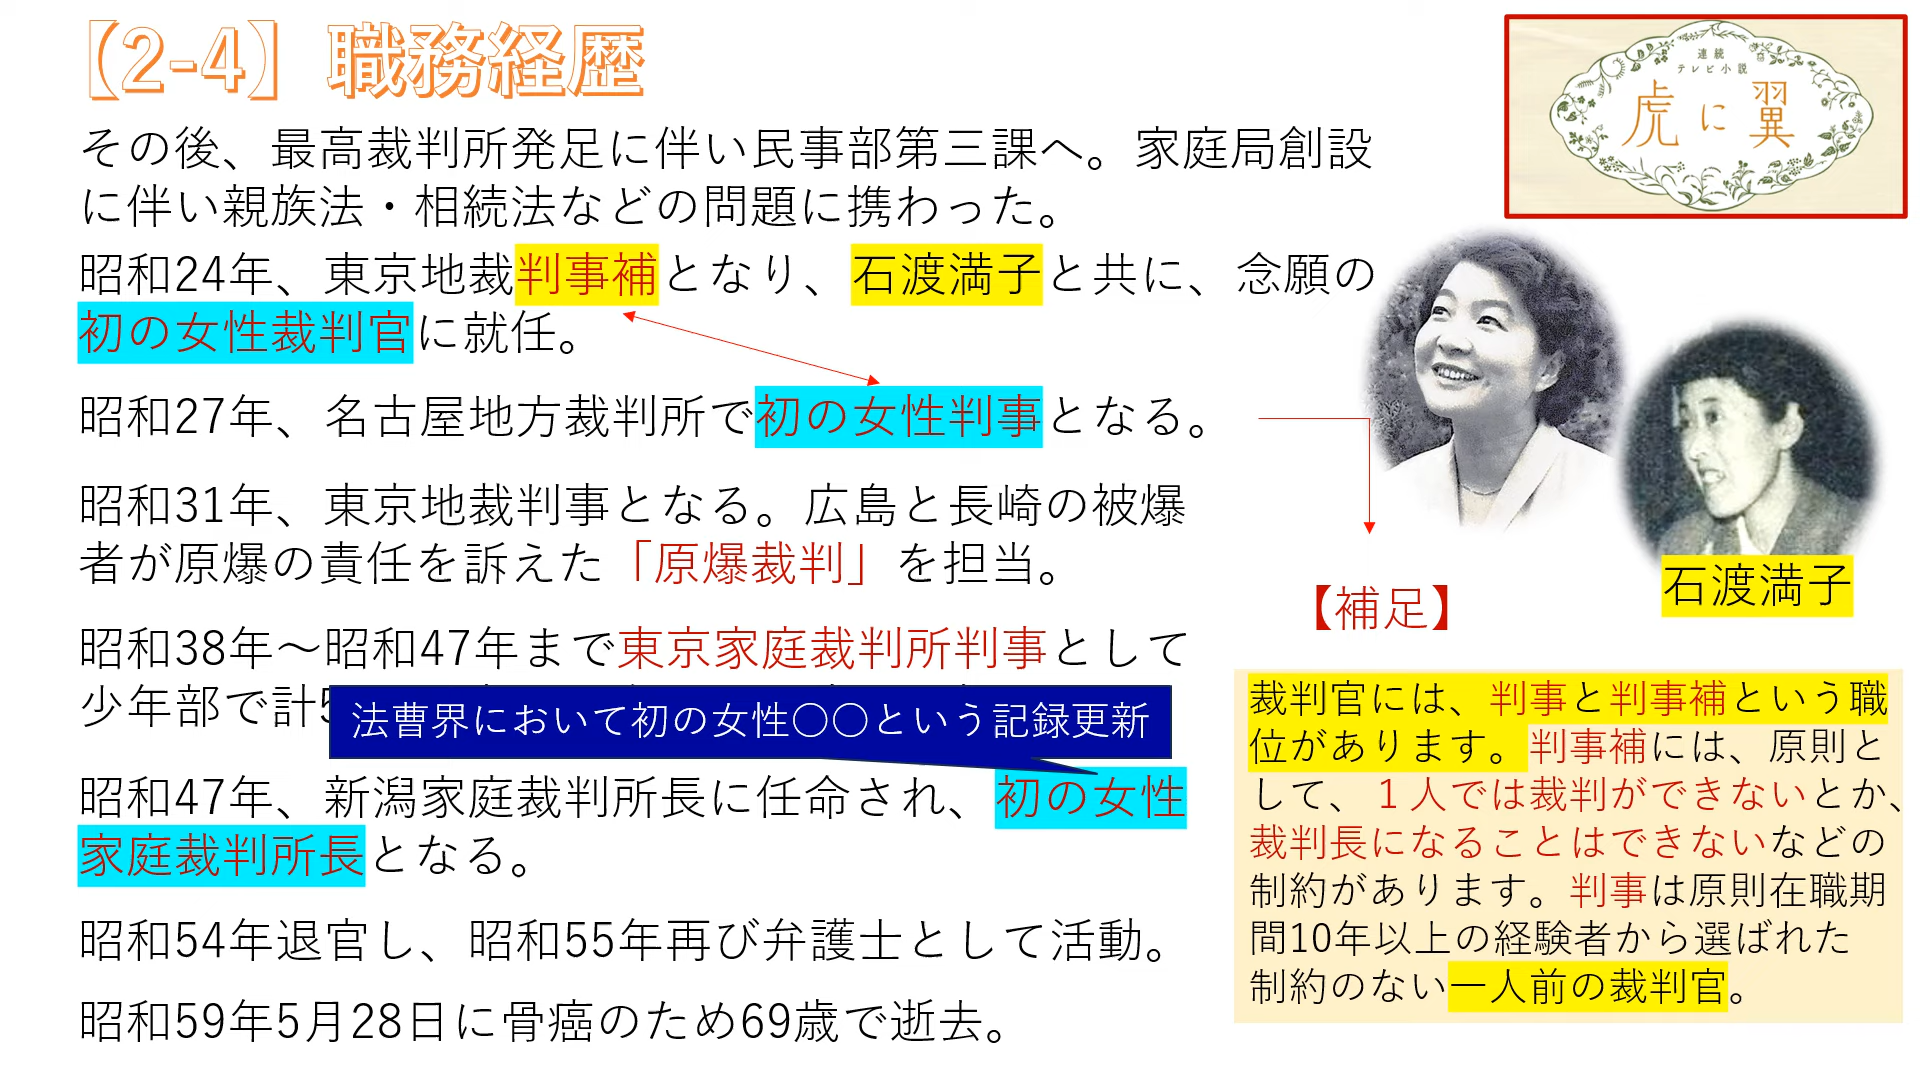 【2-4】職務経歴
連続
テレビ小説
虎に翼
その後、最高裁判所発足に伴い民事部第三課へ。家庭局創設
に伴い親族法・相続法などの問題に携わった。
昭和24年、東京地裁判事補となり、石渡満子と共に、念願の
初の女性裁判官に就任。
昭和27年、名古屋地方裁判所で初の女性判事となる。
昭和31年、東京地裁判事となる。広島と長崎の被爆
者が原爆の責任を訴えた「原爆裁判」を担当。
昭和38年～昭和47年まで東京家庭裁判所判事として
少年部で計5
法曹界において初の女性〇〇という記録更新
昭和47年、新潟家庭裁判所長に任命され、初の女性
家庭裁判所長となる。
昭和54年退官し、昭和55年再び弁護士として活動。
昭和59年5月28日に骨癌のため69歳で逝去。
石渡満子
【補足】
裁判官には、判事と判事補という職
位があります。判事補には、原則と
して、１人では裁判ができないとか、
裁判長になることはできないなどの
制約があります。判事は原則在職期
間10年以上の経験者から選ばれた
制約のない一人前の裁判官。